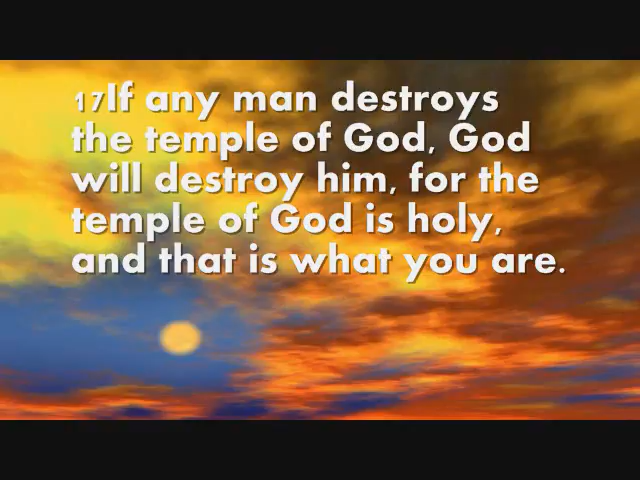 17If any man destroys
the temple of God, God
will destroy him, for the
temple of God is holy,
and that is what you are.